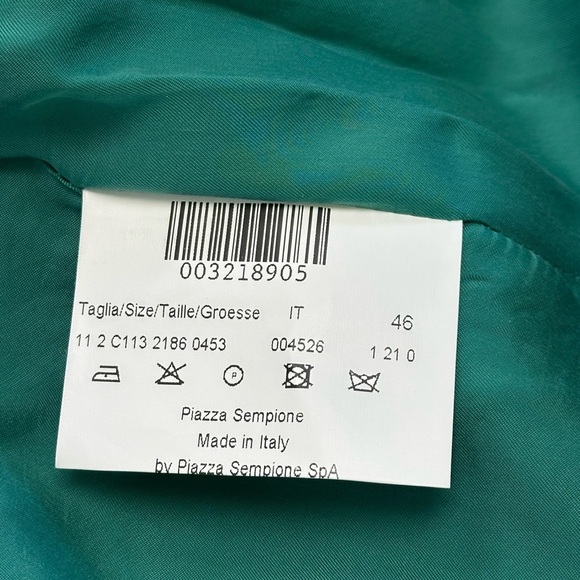 003218905
Taglia/Size/Taille/Groesse IT 46
11 2 C113 2186 0453 004526 1 21 0
P
Piazza Sempione
Made in Italy
by Piazza Sempione SpA